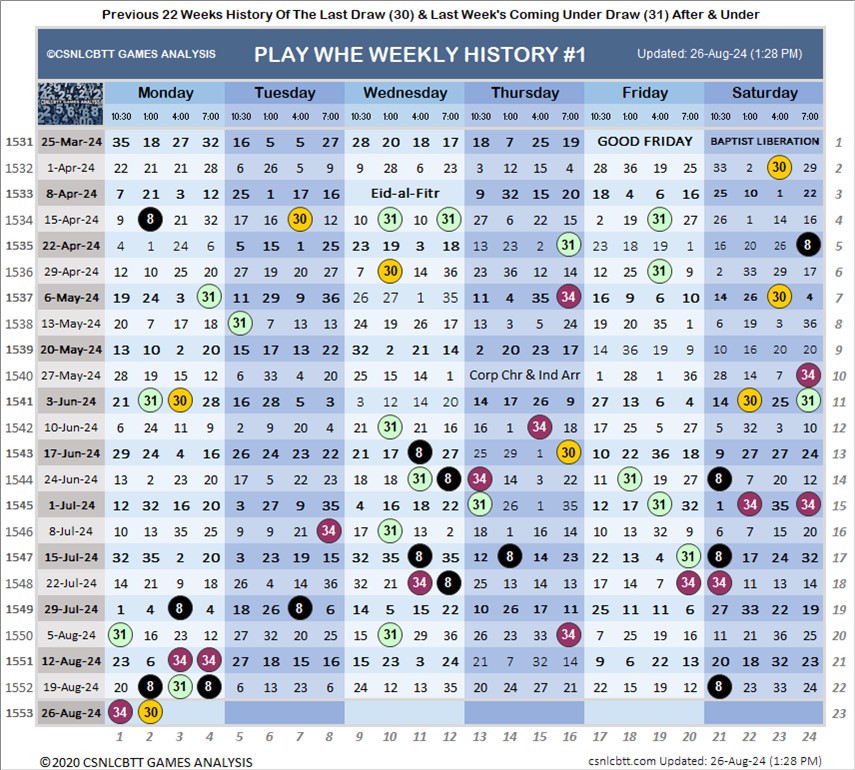 Previous 22 Weeks History Of The Last Draw (30) & Last Week's Coming Under Draw (31) After & Under
©CSNLCBTT GAMES ANALYSIS PLAY WHE WEEKLY HISTORY #1 Updated: 26-Aug-24 (1:28 PM)
Monday Tuesday Wednesday Thursday Friday Saturday
10:30 1:00 4:00 7:00 10:30 1:00 4:00 7:00 10:30 1:00 4:00 7:00 10:30 1:00 4:00 7:00 10:30 1:00 4:00 7:00 10:30 1:00 4:00 7:00
1531 25-Mar-24 35 18 27 32 16 5 5 27 28 20 18 17 18 7 25 19 GOOD FRIDAY BAPTIST LIBERATION 1
1532 1-Apr-24 22 21 21 28 6 26 5 9 9 28 6 23 3 12 15 4 28 36 19 25 33 2 30 29 2
1533 8-Apr-24 7 21 3 12 25 1 17 16 Eid-al-Fitr 9 32 15 20 18 4 6 16 25 10 1 22 3
1534 15-Apr-24 9 8 21 32 17 16 30 12 10 31 10 31 27 6 22 15 2 19 31 27 26 1 14 16 4
1535 22-Apr-24 4 1 24 6 5 15 1 25 23 19 3 18 13 23 2 31 23 18 19 1 16 20 26 8 5
1536 29-Apr-24 12 10 25 20 27 19 20 27 7 30 14 36 23 36 12 14 12 25 31 9 2 33 29 17 6
1537 6-May-24 19 24 3 31 11 29 9 36 26 27 1 35 11 4 35 34 16 9 6 10 14 26 30 4 7
1538 13-May-24 20 7 17 18 31 7 13 13 24 19 26 17 13 3 5 24 19 20 35 1 6 19 3 36 8
1539 20-May-24 13 10 2 20 15 17 13 22 32 2 21 14 2 20 23 17 14 36 19 9 10 16 20 20 9
1540 27-May-24 28 19 15 12 6 33 4 20 25 15 14 1 Corp Chr & Ind Arr 1 28 1 36 28 14 7 34 10
1541 3-Jun-24 21 31 30 28 16 28 5 3 3 12 14 20 14 17 26 9 27 13 6 4 14 30 25 31 11
1542 10-Jun-24 6 24 11 9 2 9 20 4 21 31 21 16 16 12 34 18 17 25 5 27 5 32 3 10 12
1543 17-Jun-24 29 24 4 16 26 24 23 22 21 17 8 27 25 29 1 30 10 22 36 18 9 27 27 24 13
1544 24-Jun-24 13 2 23 29 17 5 22 23 18 18 31 8 34 14 3 22 18 31 19 27 8 7 20 12 14
1545 1-Jul-24 12 32 16 20 3 27 9 35 4 16 18 22 31 26 1 35 12 17 31 32 1 34 35 34 15
1546 8-Jul-24 10 13 35 25 9 9 21 34 17 31 13 2 18 1 16 14 10 13 32 9 6 7 15 20 16
1547 15-Jul-24 32 35 2 20 3 23 19 15 32 35 8 35 12 8 14 23 22 13 4 31 8 17 24 32 17
1548 22-Jul-24 14 21 9 18 26 4 14 36 32 21 34 8 25 13 14 13 17 14 7 34 34 11 13 14 18
1549 29-Jul-24 1 4 8 4 18 26 8 6 14 5 15 22 10 26 17 11 25 11 11 6 27 33 22 19 19
1550 5-Aug-24 31 16 23 12 27 32 20 25 10 31 29 36 26 23 33 34 7 25 19 16 11 21 36 25 20
1551 12-Aug-24 23 6 34 34 27 18 15 16 15 23 3 24 21 7 32 14 9 6 22 13 20 18 32 23 21
1552 19-Aug-24 20 8 31 8 6 13 23 6 24 12 13 35 20 24 27 21 22 15 19 12 8 23 33 24 22
1553 26-Aug-24 34 30 23
1 2 3 4 5 6 7 8 9 10 11 12 13 14 15 16 17 18 19 20 21 22 23 24
©2020 CSNLCBTT GAMES ANALYSIS csnlcbtt.com Updated: 26-Aug-24 (1:28 PM)